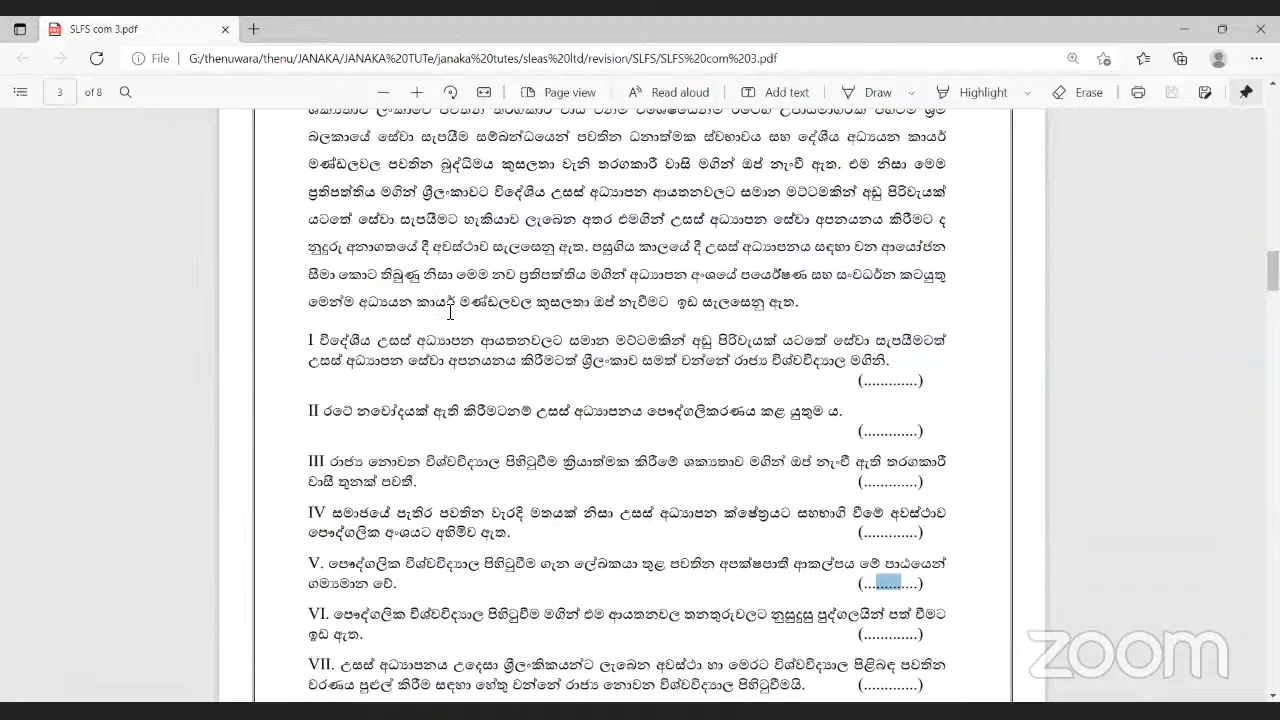 SLFS com 3.pdf
File G:/thenuwara/thenu/JANAKA/JANAKA%20TUTe/janaka%20tutes/sleas%20ltd/revision/SLFS/SLFS%20com%203.pdf
3 of 8 Page view Read aloud Add text Draw Highlight Erase
බලකායේ සේවා සැපයීම සම්බන්ධයෙන් පවතින ධනාත්මක ස්වභාවය සහ දේශීය අධ්‍යයන කාර්ය
මණ්ඩලවල පවතින බුද්ධිමය කුසලතා වැනි තරගකාරී වාසි මගින් ඔප් නැංවී ඇත. එම නිසා මෙම
ප්‍රතිපත්තිය මගින් ශ්‍රීලංකාවට විදේශීය උසස් අධ්‍යාපන ආයතනවලට සමාන මට්ටමකින් අඩු පිරිවැයක්
යටතේ සේවා සැපයීමට හැකියාව ලැබෙන අතර එමගින් උසස් අධ්‍යාපන සේවා අපනයනය කිරීමට ද
නුදුරු අනාගතයේ දී අවස්ථාව සැලසෙනු ඇත. පසුගිය කාලයේ දී උසස් අධ්‍යාපනය සඳහා වන ආයෝජන
සීමා කොට තිබුණු නිසා මෙම නව ප්‍රතිපත්තිය මගින් අධ්‍යාපන අංශයේ පර්යේෂණ සහ සංවර්ධන කටයුතු
මෙන්ම අධ්‍යයන කාර්ය මණ්ඩලවල කුසලතා ඔප් නැවීමට ඉඩ සැලසෙනු ඇත.
I විදේශීය උසස් අධ්‍යාපන ආයතනවලට සමාන මට්ටමකින් අඩු පිරිවැයක් යටතේ සේවා සැපයීමටත්
උසස් අධ්‍යාපන සේවා අපනයනය කිරීමටත් ශ්‍රීලංකාව සමත් වන්නේ රාජ්‍ය විශ්වවිද්‍යාල මගිනි.
(.............)
II රටේ නවෝදයක් ඇති කිරීමටනම් උසස් අධ්‍යාපනය පෞද්ගලිකරණය කළ යුතුම ය.
(.............)
III රාජ්‍ය නොවන විශ්වවිද්‍යාල පිහිටුවීම ක්‍රියාත්මක කිරීමේ ශක්‍යතාව මගින් ඔප් නැංවී ඇති තරගකාරී
වාසි තුනක් පවතී. (.............)
IV සමාජයේ පැතිර පවතින වැරදි මතයක් නිසා උසස් අධ්‍යාපන ක්ෂේත්‍රයට සහභාගි වීමේ අවස්ථාව
පෞද්ගලික අංශයට අහිමිව ඇත. (.............)
V. පෞද්ගලික විශ්වවිද්‍යාල පිහිටුවීම ගැන ලේඛකයා තුළ පවතින අපක්ෂපාතී ආකල්පය මේ පාඨයෙන්
ගම්‍යමාන වේ. (.............)
VI. පෞද්ගලික විශ්වවිද්‍යාල පිහිටුවීම මගින් එම ආයතනවල තනතුරුවලට නුසුදුසු පුද්ගලයින් පත් වීමට
ඉඩ ඇත. (.............)
VII. උසස් අධ්‍යාපනය උදෙසා ශ්‍රීලාංකිකයන්ට ලැබෙන අවස්ථා හා මෙරට විශ්වවිද්‍යාල පිළිබඳ පවතින
වරණය පුළුල් කිරීම සඳහා හේතු වන්නේ රාජ්‍ය නොවන විශ්වවිද්‍යාල පිහිටුවීමයි. (.............)
zoom